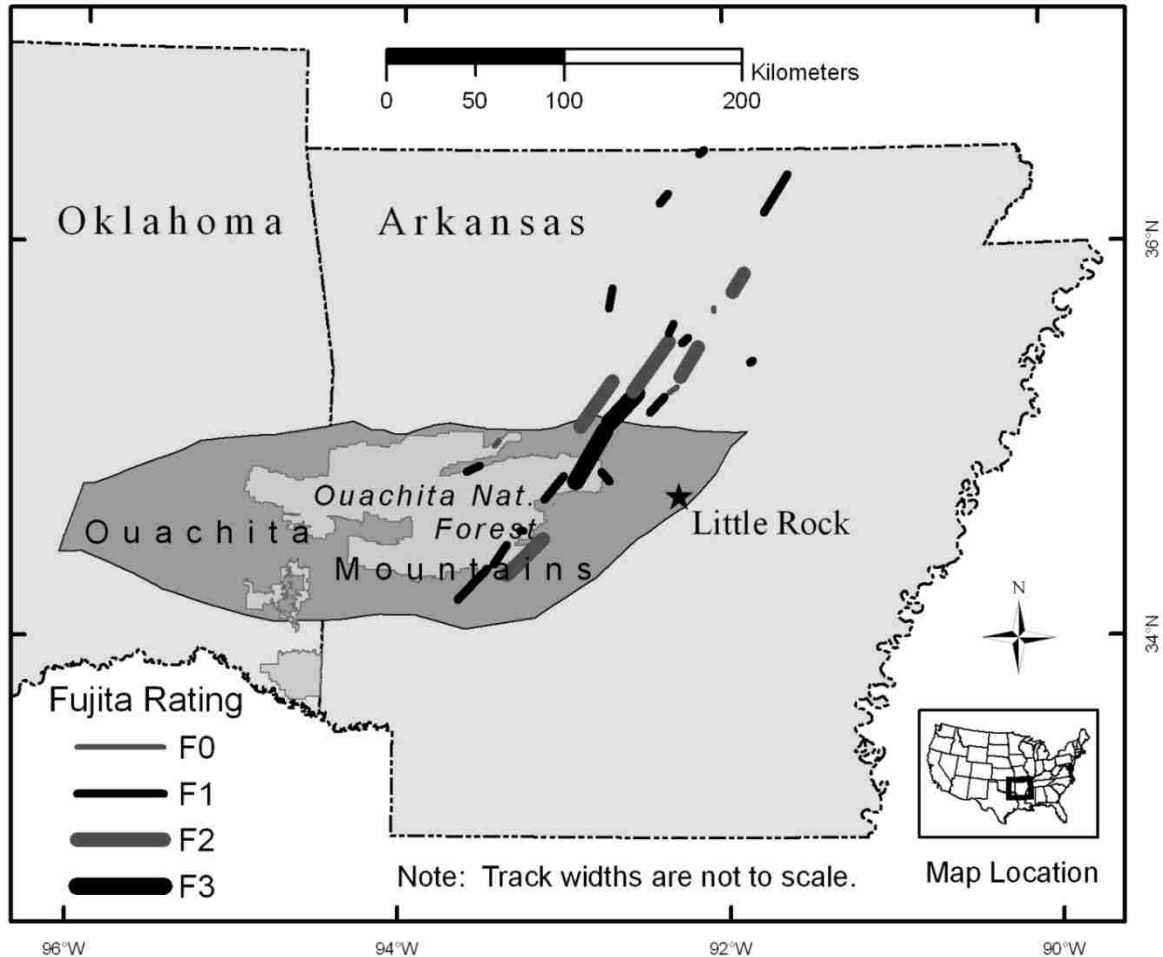 Kilometers
0 50 100 200
Oklahoma
Arkansas
36°N
Ouachita Nat.
Forest
Ouachita
Mountains
Little Rock
N
34°N
Fujita Rating
F0
F1
F2
F3
Note: Track widths are not to scale.
Map Location
96°W
94°W
92°W
90°W